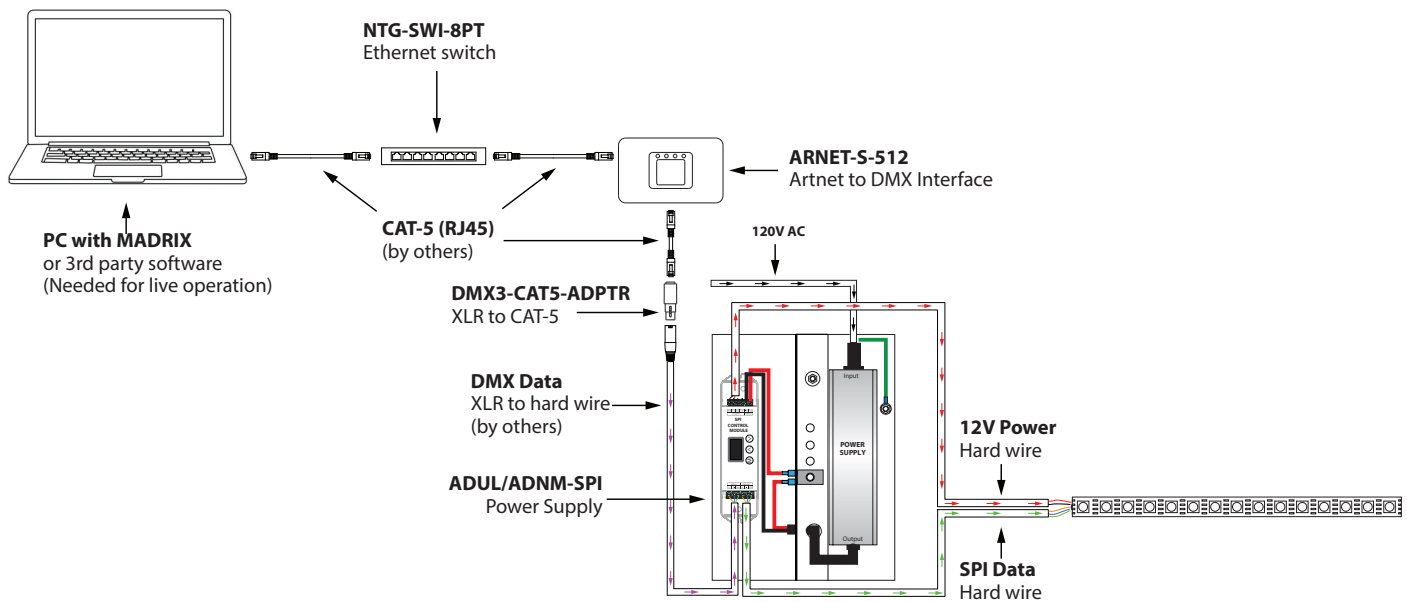 NTG-SWI-8PT
Ethernet switch
ARNET-S-512
Artnet to DMX Interface
PC with MADRIX
or 3rd party software
(Needed for live operation)
CAT-5 (RJ45)
(by others)
120V AC
DMX3-CAT5-ADPTR
XLR to CAT-5
DMX Data
XLR to hard wire
(by others)
Input
SPI
CONTROL
MODULE
POWER
SUPPLY
12V Power
Hard wire
ADUL/ADNM-SPI
Power Supply
Output
SPI Data
Hard wire